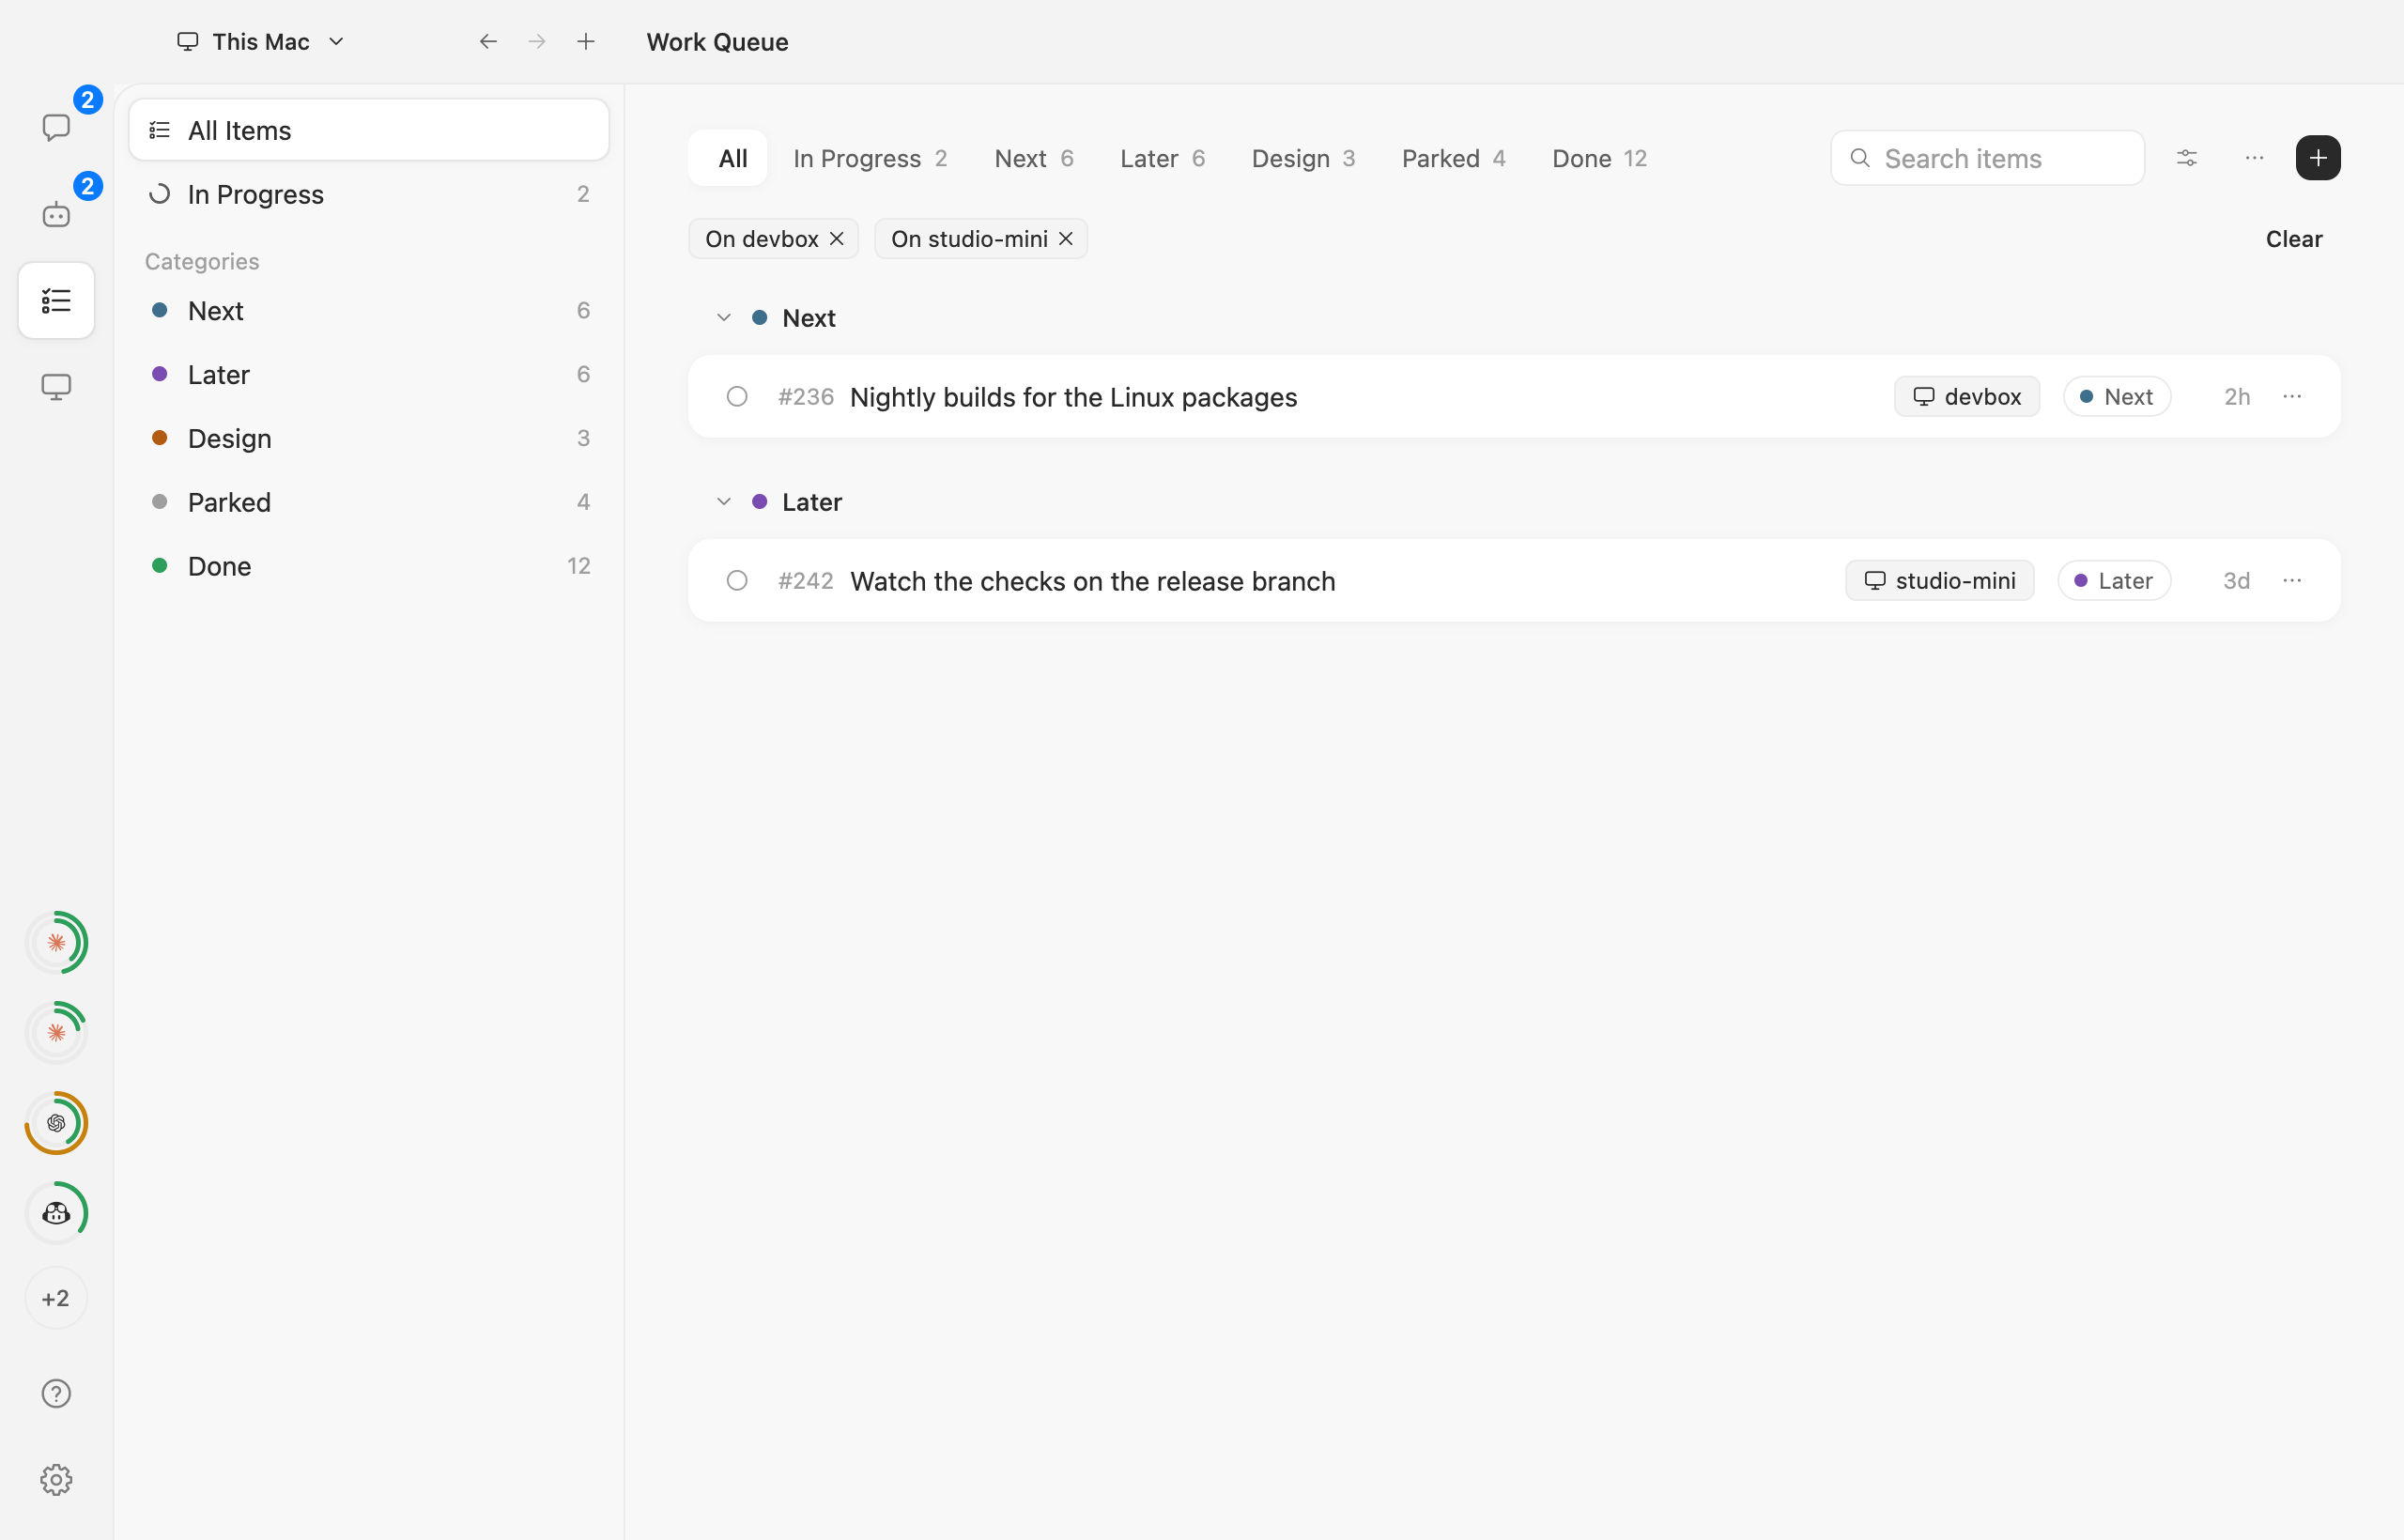 This Mac
Work Queue
2
2
All Items
In Progress 2
Categories
Next 6
Later 6
Design 3
Parked 4
Done 12
+2
All In Progress 2 Next 6 Later 6 Design 3 Parked 4 Done 12 Search items
On devbox On studio-mini Clear
Next
#236 Nightly builds for the Linux packages devbox Next 2h
Later
#242 Watch the checks on the release branch studio-mini Later 3d